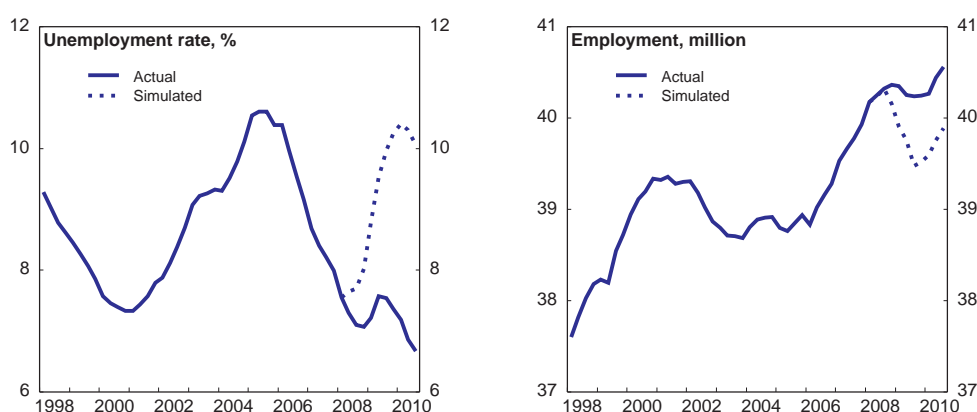 12 12
Unemployment rate, %
Actual
Simulated
10 10
8 8
6 6
1998 2000 2002 2004 2006 2008 2010
41 41
Employment, million
Actual
Simulated
40 40
39 39
38 38
37 37
1998 2000 2002 2004 2006 2008 2010